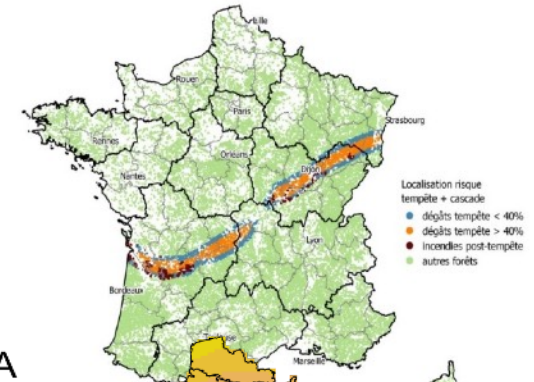 Lille
Rouen
Paris
Strasbourg
Rennes
Orléans
Dijon
Nantes
Localisation risque
tempête + cascade
dégâts tempête < 40%
dégâts tempête > 40%
incendies post-tempête
autres forêts
Lyon
Bordeaux
Marseille
A